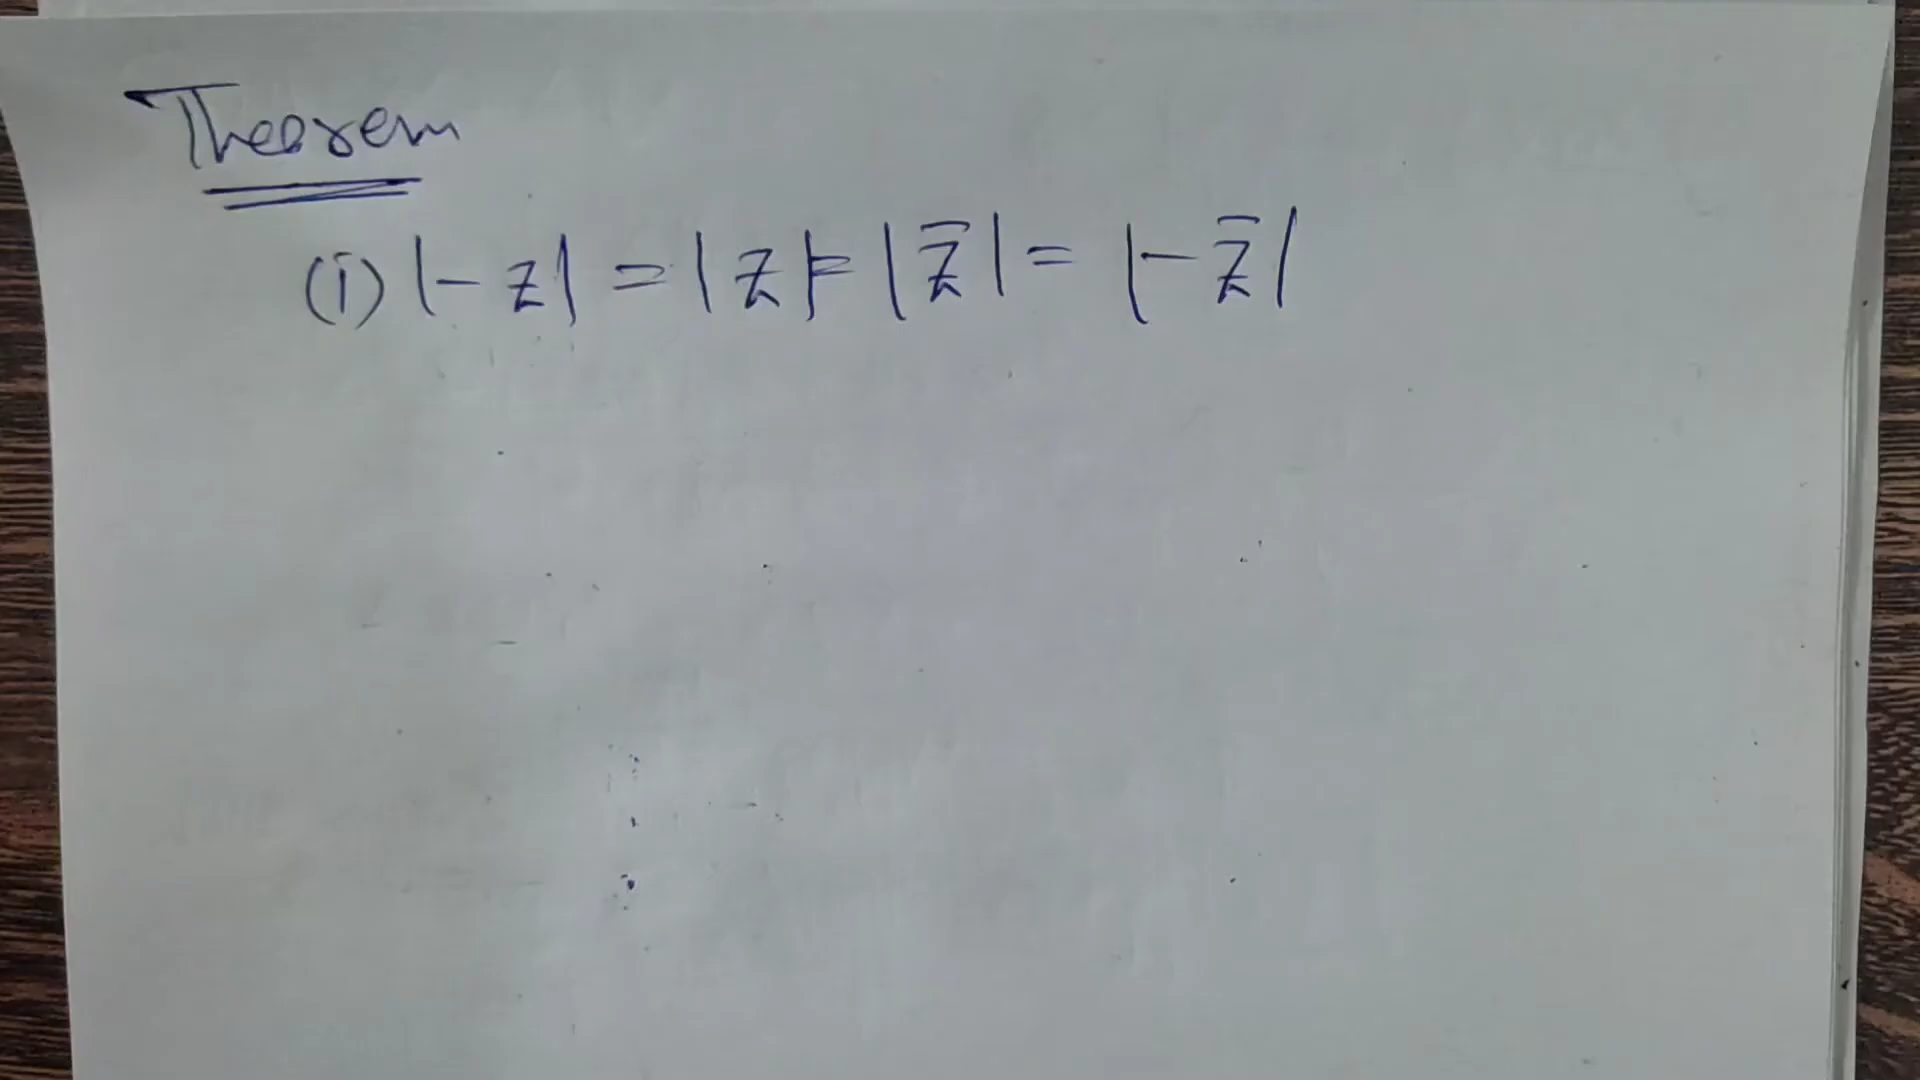 Theorem
(i) |-z| = |z| = |z̄| = |-z̄|